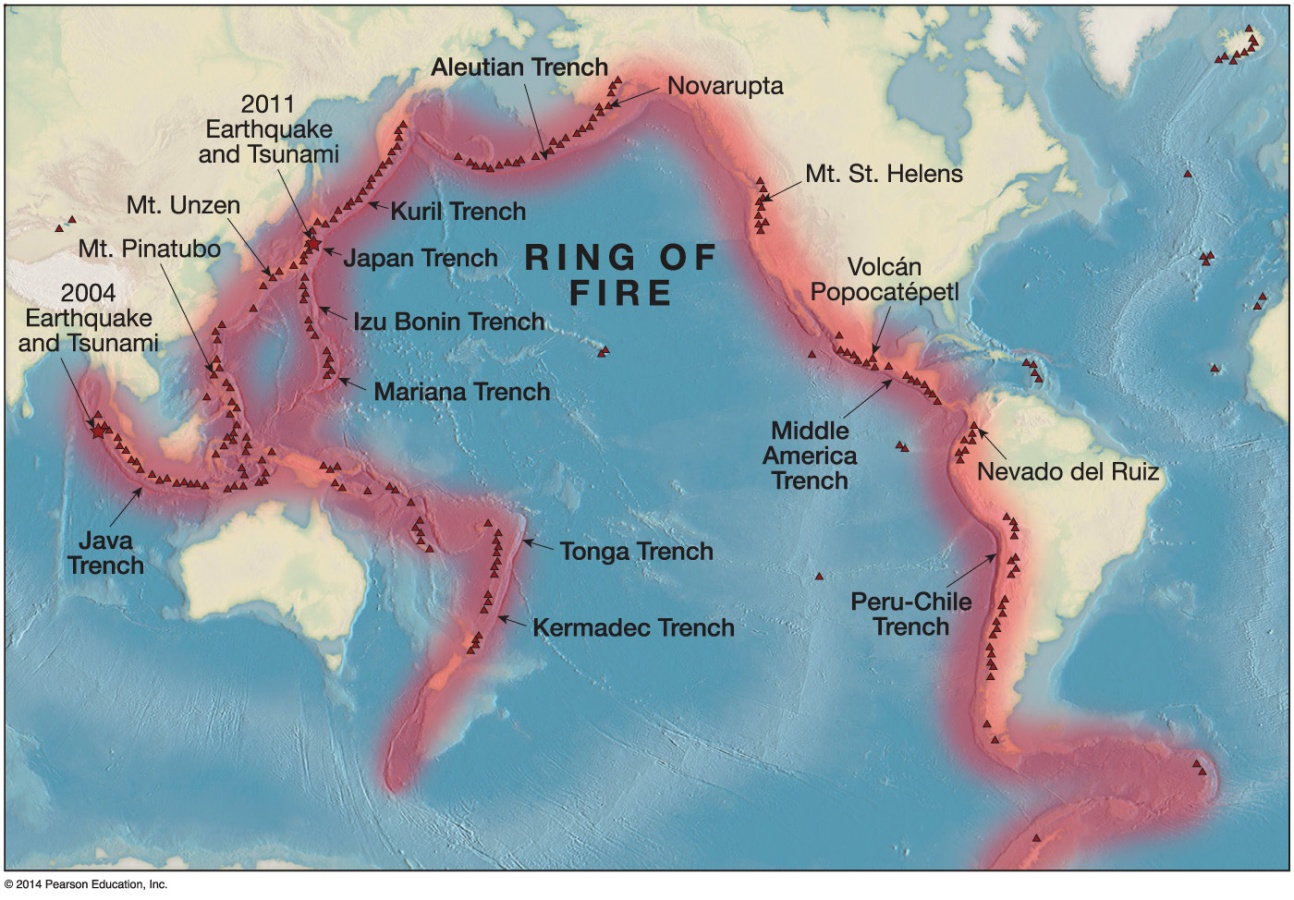 Aleutian Trench
Novarupta
2011
Earthquake
and Tsunami
Mt. St. Helens
Mt. Unzen
Kuril Trench
Mt. Pinatubo
Japan Trench
RING OF
FIRE
Volcán
Popocatépetl
2004
Earthquake
and Tsunami
Izu Bonin Trench
Mariana Trench
Middle
America
Trench
Nevado del Ruiz
Java
Trench
Tonga Trench
Peru-Chile
Trench
Kermadec Trench
© 2014 Pearson Education, Inc.